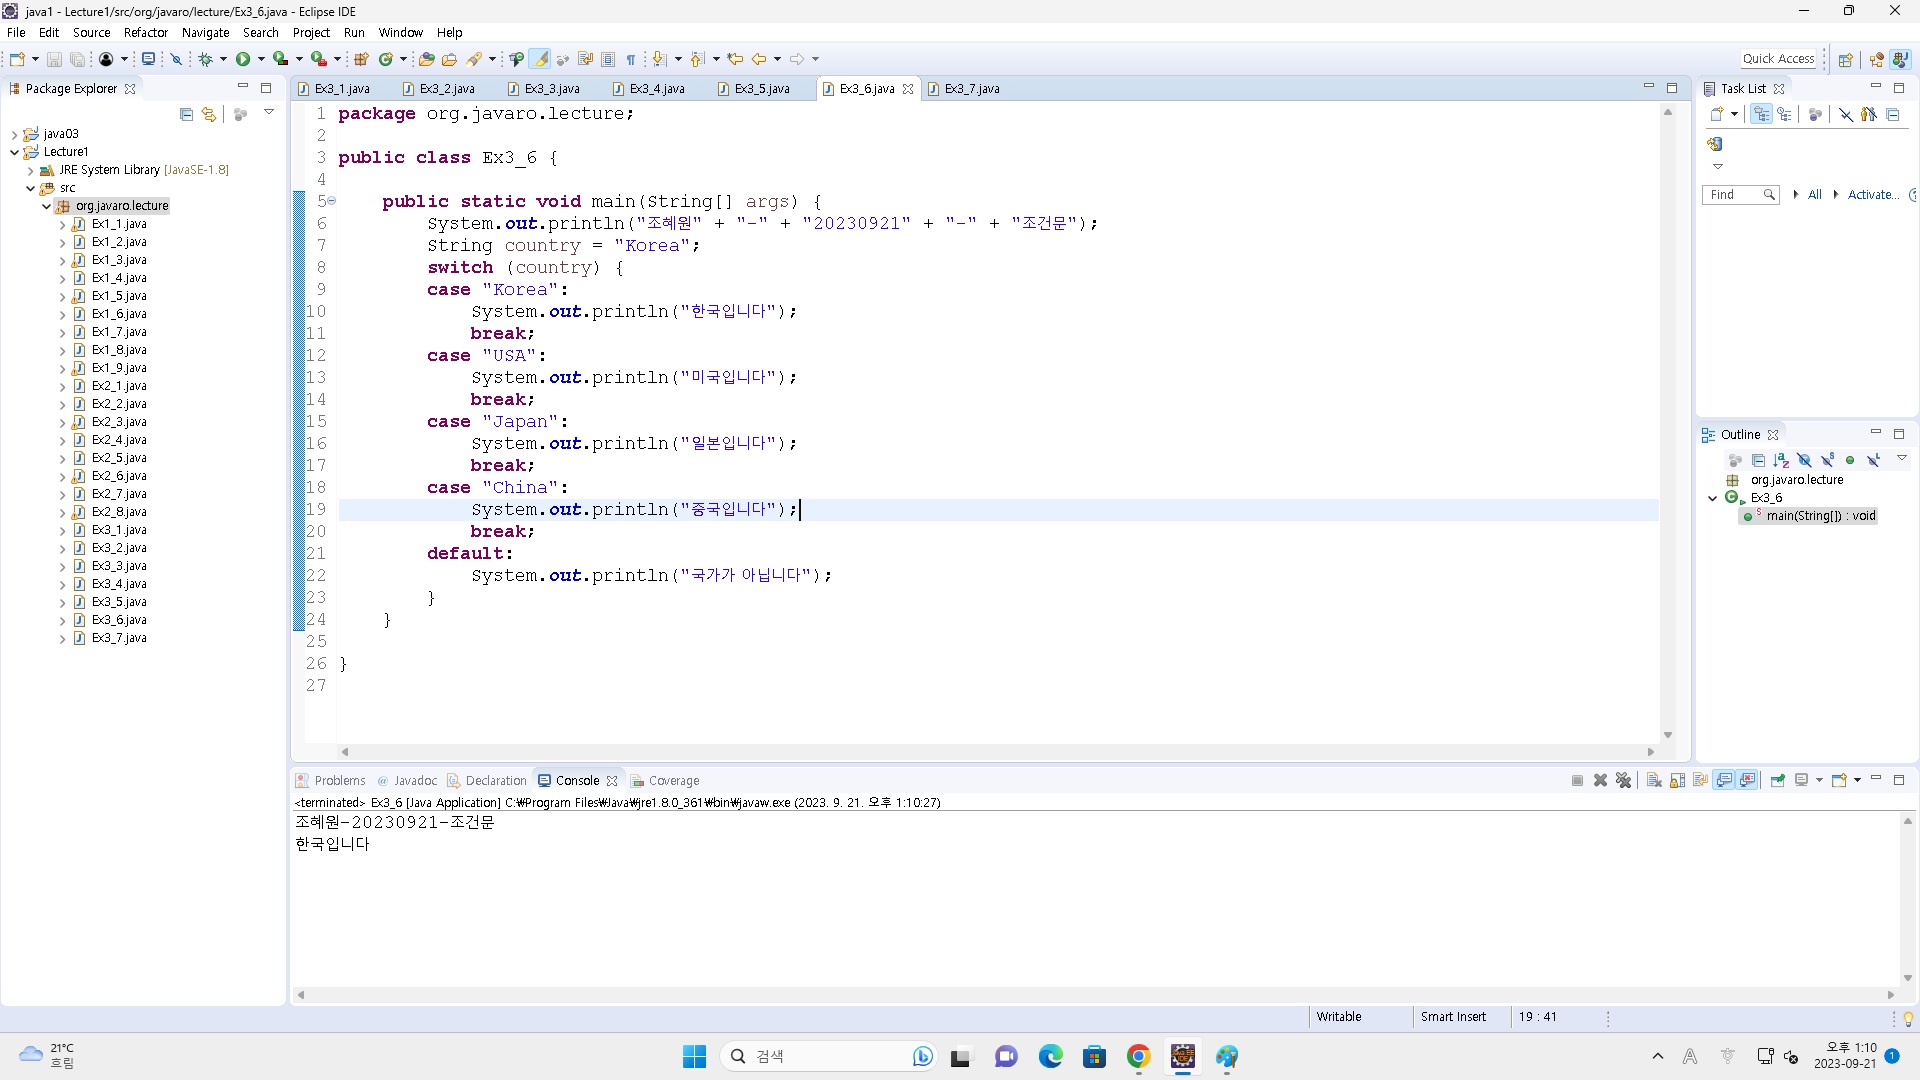 java1 - Lecture1/src/org/javaro/lecture/Ex3_6.java - Eclipse IDE
File Edit Source Refactor Navigate Search Project Run Window Help
Quick Access
Package Explorer
java03
Lecture1
JRE System Library [JavaSE-1.8]
src
org.javaro.lecture
Ex1_1.java
Ex1_2.java
Ex1_3.java
Ex1_4.java
Ex1_5.java
Ex1_6.java
Ex1_7.java
Ex1_8.java
Ex1_9.java
Ex2_1.java
Ex2_2.java
Ex2_3.java
Ex2_4.java
Ex2_5.java
Ex2_6.java
Ex2_7.java
Ex2_8.java
Ex3_1.java
Ex3_2.java
Ex3_3.java
Ex3_4.java
Ex3_5.java
Ex3_6.java
Ex3_7.java
Ex3_1.java Ex3_2.java Ex3_3.java Ex3_4.java Ex3_5.java Ex3_6.java Ex3_7.java
1 package org.javaro.lecture;
2
3 public class Ex3_6 {
4
5 public static void main(String[] args) {
6 System.out.println("조혜원" + "-" + "20230921" + "-" + "조건문");
7 String country = "Korea";
8 switch (country) {
9 case "Korea":
10 System.out.println("한국입니다");
11 break;
12 case "USA":
13 System.out.println("미국입니다");
14 break;
15 case "Japan":
16 System.out.println("일본입니다");
17 break;
18 case "China":
19 System.out.println("중국입니다");
20 break;
21 default:
22 System.out.println("국가가 아닙니다");
23 }
24 }
25
26 }
27
Task List
Find All Activate...
Outline
org.javaro.lecture
Ex3_6
main(String[]) : void
Problems Javadoc Declaration Console Coverage
<terminated> Ex3_6 [Java Application] C:₩Program Files₩Java₩jre1.8.0_361₩bin₩javaw.exe (2023. 9. 21. 오후 1:10:27)
조혜원-20230921-조건문
한국입니다
Writable Smart Insert 19 : 41
21°C
흐림
검색
오후 1:10
2023-09-21
1